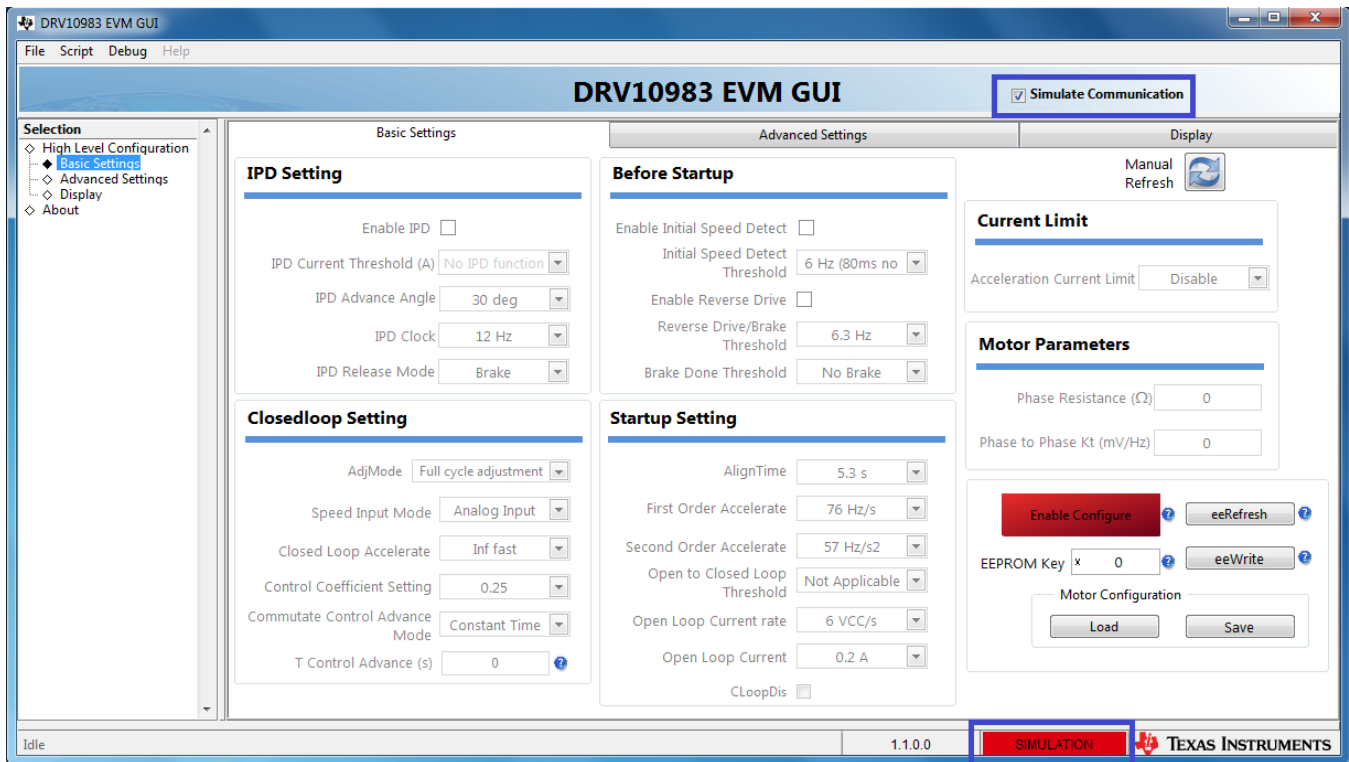 DRV10983 EVM GUI
File Script Debug Help
DRV10983 EVM GUI
Simulate Communication
Selection
High Level Configuration
Basic Settings
Advanced Settings
Display
About
Basic Settings
Advanced Settings
Display
IPD Setting
Enable IPD
IPD Current Threshold (A) No IPD function
IPD Advance Angle 30 deg
IPD Clock 12 Hz
IPD Release Mode Brake
Closedloop Setting
AdjMode Full cycle adjustment
Speed Input Mode Analog Input
Closed Loop Accelerate Inf fast
Control Coefficient Setting 0.25
Commutate Control Advance
Mode Constant Time
T Control Advance (s) 0
Before Startup
Enable Initial Speed Detect
Initial Speed Detect
Threshold 6 Hz (80ms no
Enable Reverse Drive
Reverse Drive/Brake
Threshold 6.3 Hz
Brake Done Threshold No Brake
Startup Setting
AlignTime 5.3 s
First Order Accelerate 76 Hz/s
Second Order Accelerate 57 Hz/s2
Open to Closed Loop
Threshold Not Applicable
Open Loop Current rate 6 VCC/s
Open Loop Current 0.2 A
CLoopDis
Manual
Refresh
Current Limit
Acceleration Current Limit Disable
Motor Parameters
Phase Resistance (Ω) 0
Phase to Phase Kt (mV/Hz) 0
Enable Configure ? eeRefresh ?
EEPROM Key x 0 ? eeWrite ?
Motor Configuration
Load Save
Idle
1.1.0.0
SIMULATION
TEXAS INSTRUMENTS